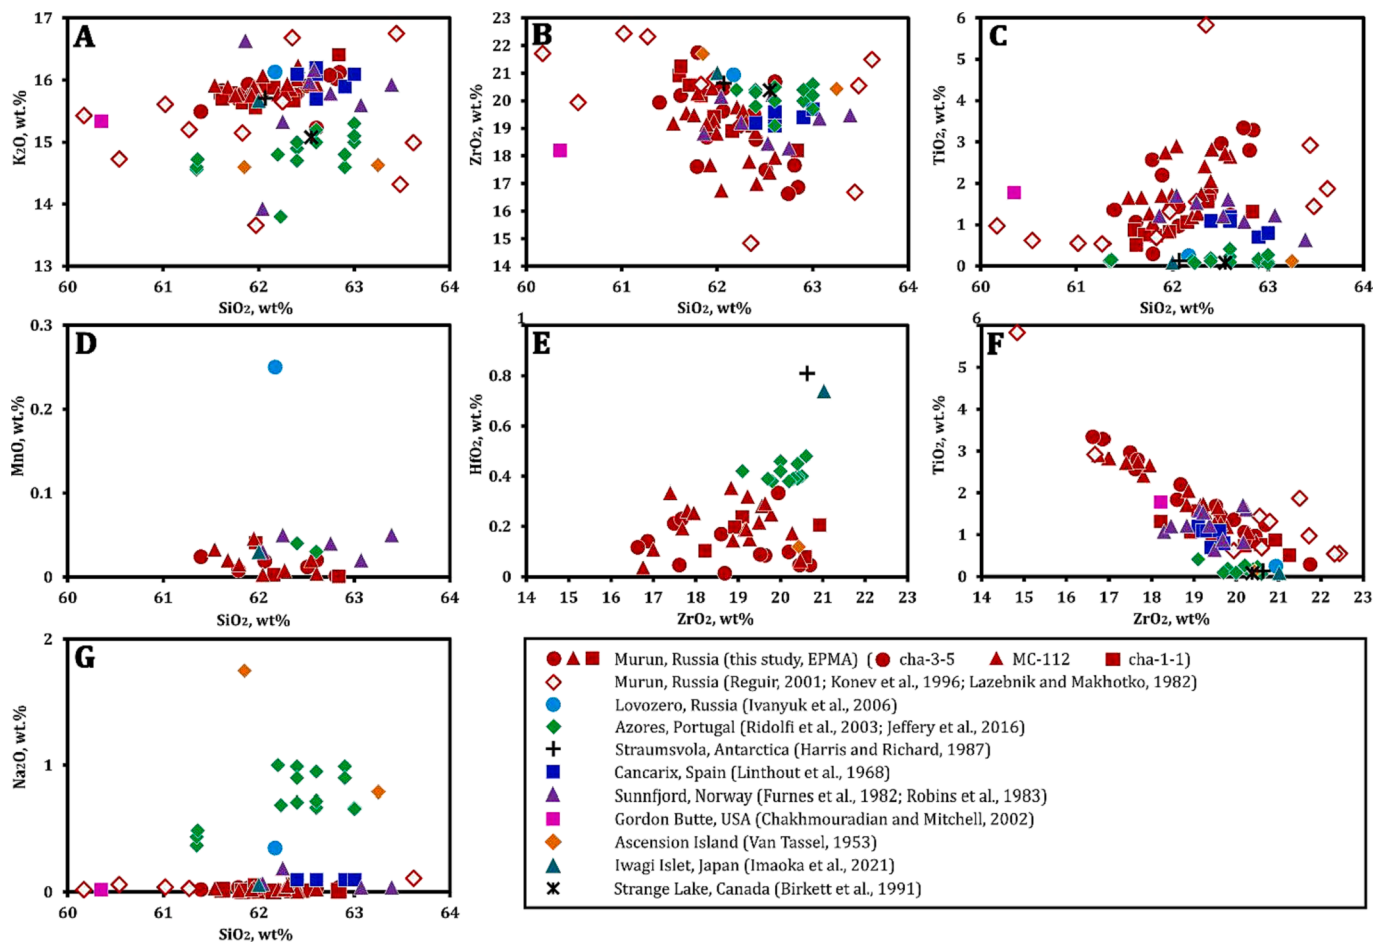 A
K2O, wt.%
17
16
15
14
13
60 61 62 63 64
SiO2, wt%
B
ZrO2, wt.%
23
22
21
20
19
18
17
16
15
14
60 61 62 63 64
SiO2, wt%
C
TiO2, wt.%
6
5
4
3
2
1
0
60 61 62 63 64
SiO2, wt%
D
MnO, wt.%
0.3
0.2
0.1
0
60 61 62 63 64
SiO2, wt.%
E
HfO2, wt.%
1
0.8
0.6
0.4
0.2
0
14 15 16 17 18 19 20 21 22 23
ZrO2, wt%
F
TiO2, wt.%
6
5
4
3
2
1
0
14 15 16 17 18 19 20 21 22 23
ZrO2, wt%
G
Na2O, wt.%
2
1
0
60 61 62 63 64
SiO2, wt%
Murun, Russia (this study, EPMA) ( cha-3-5 MC-112 cha-1-1)
Murun, Russia (Reguir, 2001; Konev et al., 1996; Lazebnik and Makhotko, 1982)
Lovozero, Russia (Ivanyuk et al., 2006)
Azores, Portugal (Ridolfi et al., 2003; Jeffery et al., 2016)
Straumsvola, Antarctica (Harris and Richard, 1987)
Cancarix, Spain (Linthout et al., 1968)
Sunnfjord, Norway (Furnes et al., 1982; Robins et al., 1983)
Gordon Butte, USA (Chakhmouradian and Mitchell, 2002)
Ascension Island (Van Tassel, 1953)
Iwagi Islet, Japan (Imaoka et al., 2021)
Strange Lake, Canada (Birkett et al., 1991)